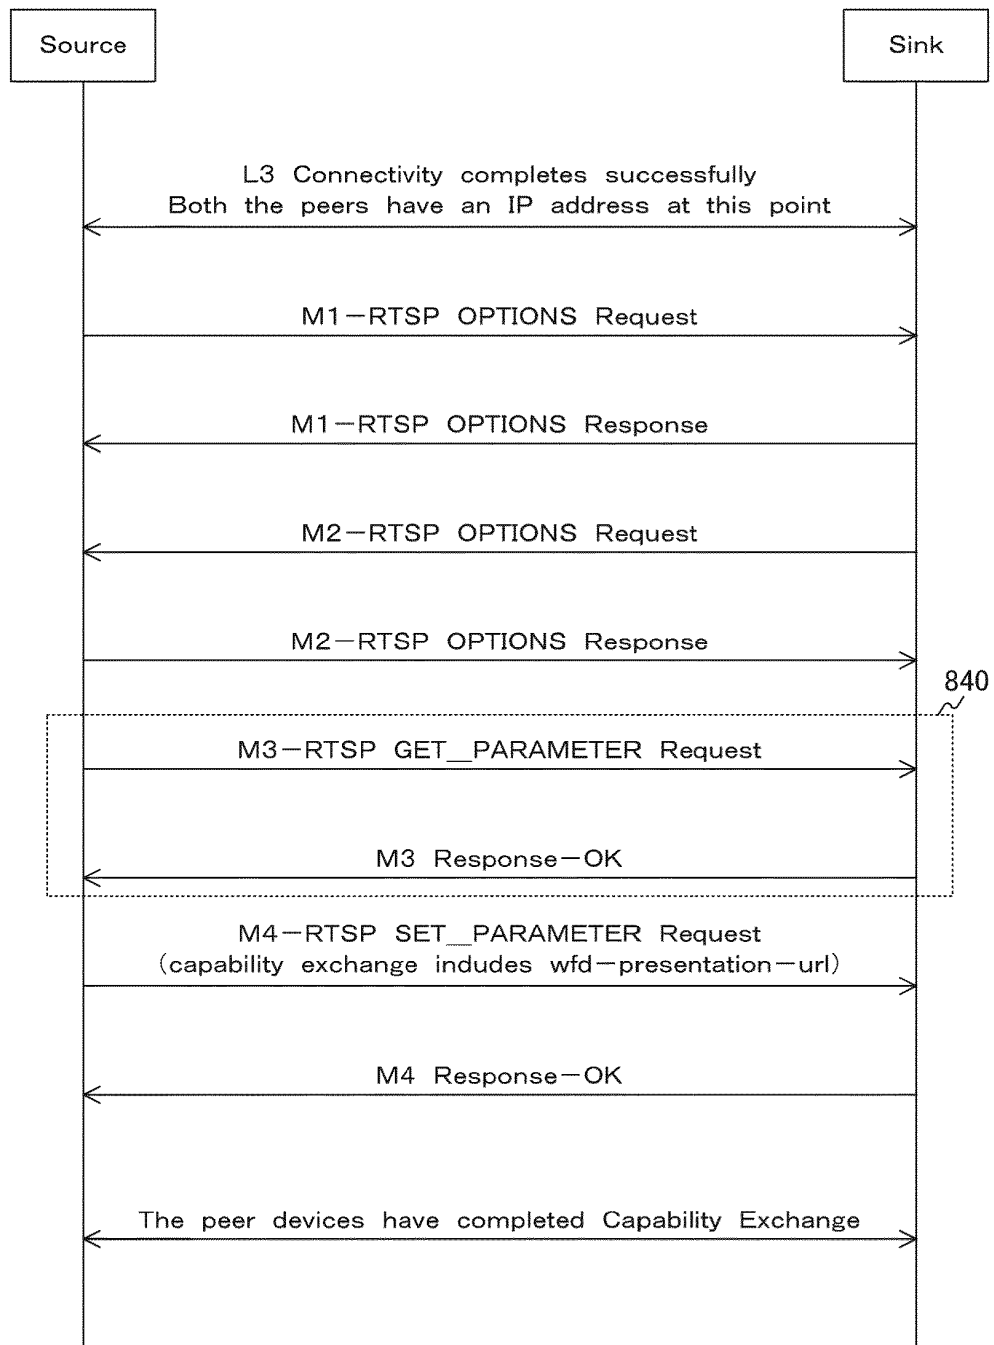 Source
Sink
L3 Connectivity completes successfully
Both the peers have an IP address at this point
M1-RTSP OPTIONS Request
M1-RTSP OPTIONS Response
M2-RTSP OPTIONS Request
M2-RTSP OPTIONS Response
840
M3-RTSP GET_PARAMETER Request
M3 Response-OK
M4-RTSP SET_PARAMETER Request
(capability exchange indudes wfd-presentation-url)
M4 Response-OK
The peer devices have completed Capability Exchange